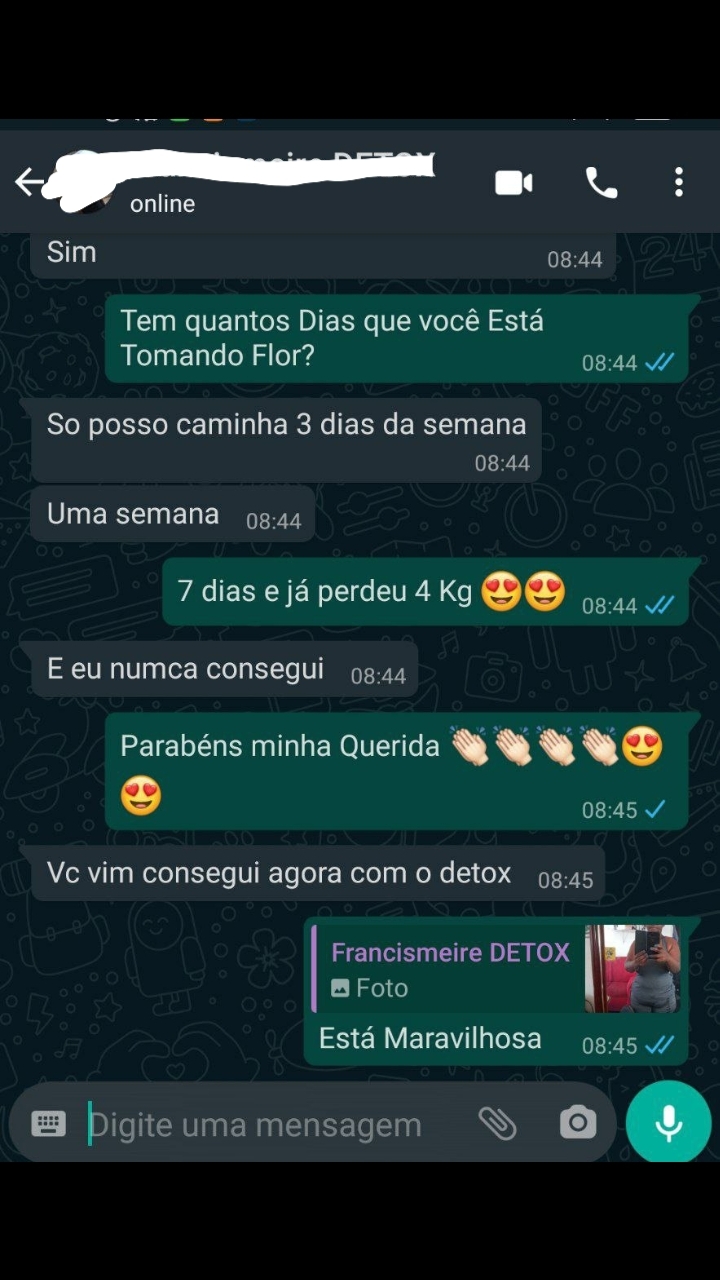 DETOX
online
Sim
08:44
Tem quantos Dias que você Está
Tomando Flor?
08:44
So posso caminha 3 dias da semana
08:44
Uma semana 08:44
7 dias e já perdeu 4 Kg 😍😍 08:44
E eu numca consegui 08:44
Parabéns minha Querida 👏🏻👏🏻👏🏻👏🏻😍
😍
08:45
Vc vim consegui agora com o detox 08:45
Francismeire DETOX
Foto
Está Maravilhosa 08:45
Digite uma mensagem